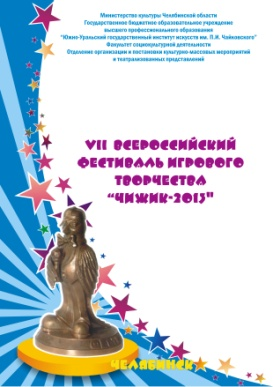 Министерство культуры Челябинской области
Государственное бюджетное образовательное учреждение
высшего профессионального образования
"Южно-Уральский государственный институт искусств им. П.И. Чайковского"
Факультет социокультурной деятельности
Отделение организации и постановки культурно-массовых мероприятий
и театрализованных представлений
VII ВСЕРОССИЙСКИЙ
ФЕСТИВАЛЬ ИГРОВОГО
ТВОРЧЕСТВА
"ЧИЖИК-2013"
ЧЕЛЯБИНСК